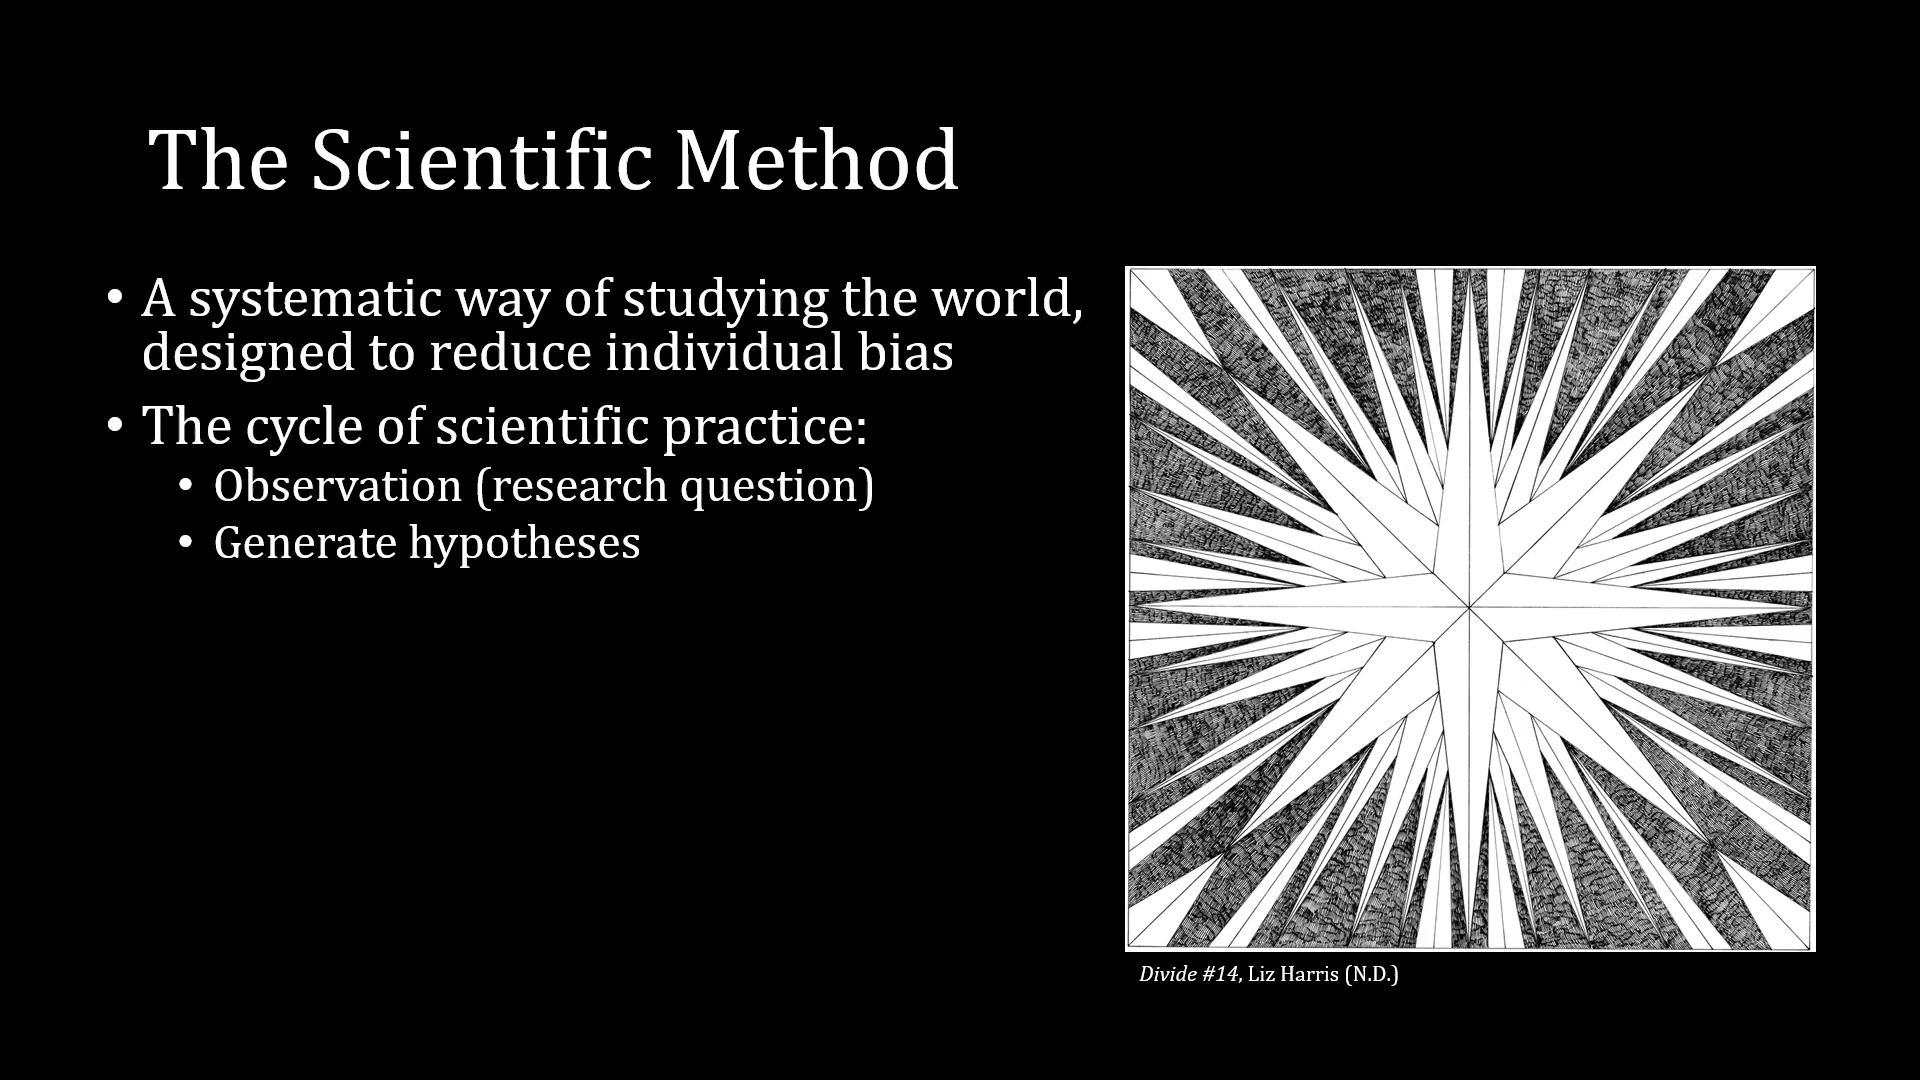 The Scientific Method
• A systematic way of studying the world,
designed to reduce individual bias
• The cycle of scientific practice:
• Observation (research question)
• Generate hypotheses
Divide #14, Liz Harris (N.D.)